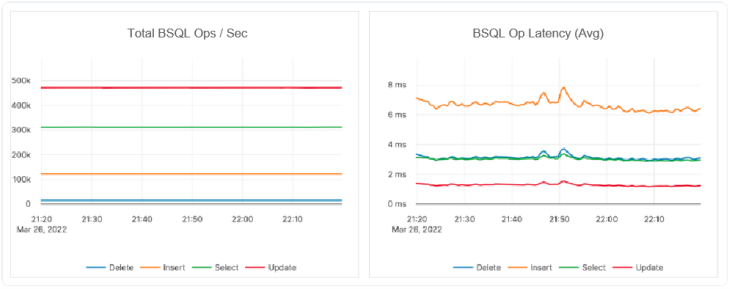 Total BSQL Ops / Sec
500k
400k
300k
200k
100k
0
21:20 21:30 21:40 21:50 22:00 22:10
Mar 26, 2022
Delete Insert Select Update
BSQL Op Latency (Avg)
8 ms
6 ms
4 ms
2 ms
0 ms
21:20 21:30 21:40 21:50 22:00 22:10
Mar 26, 2022
Delete Insert Select Update